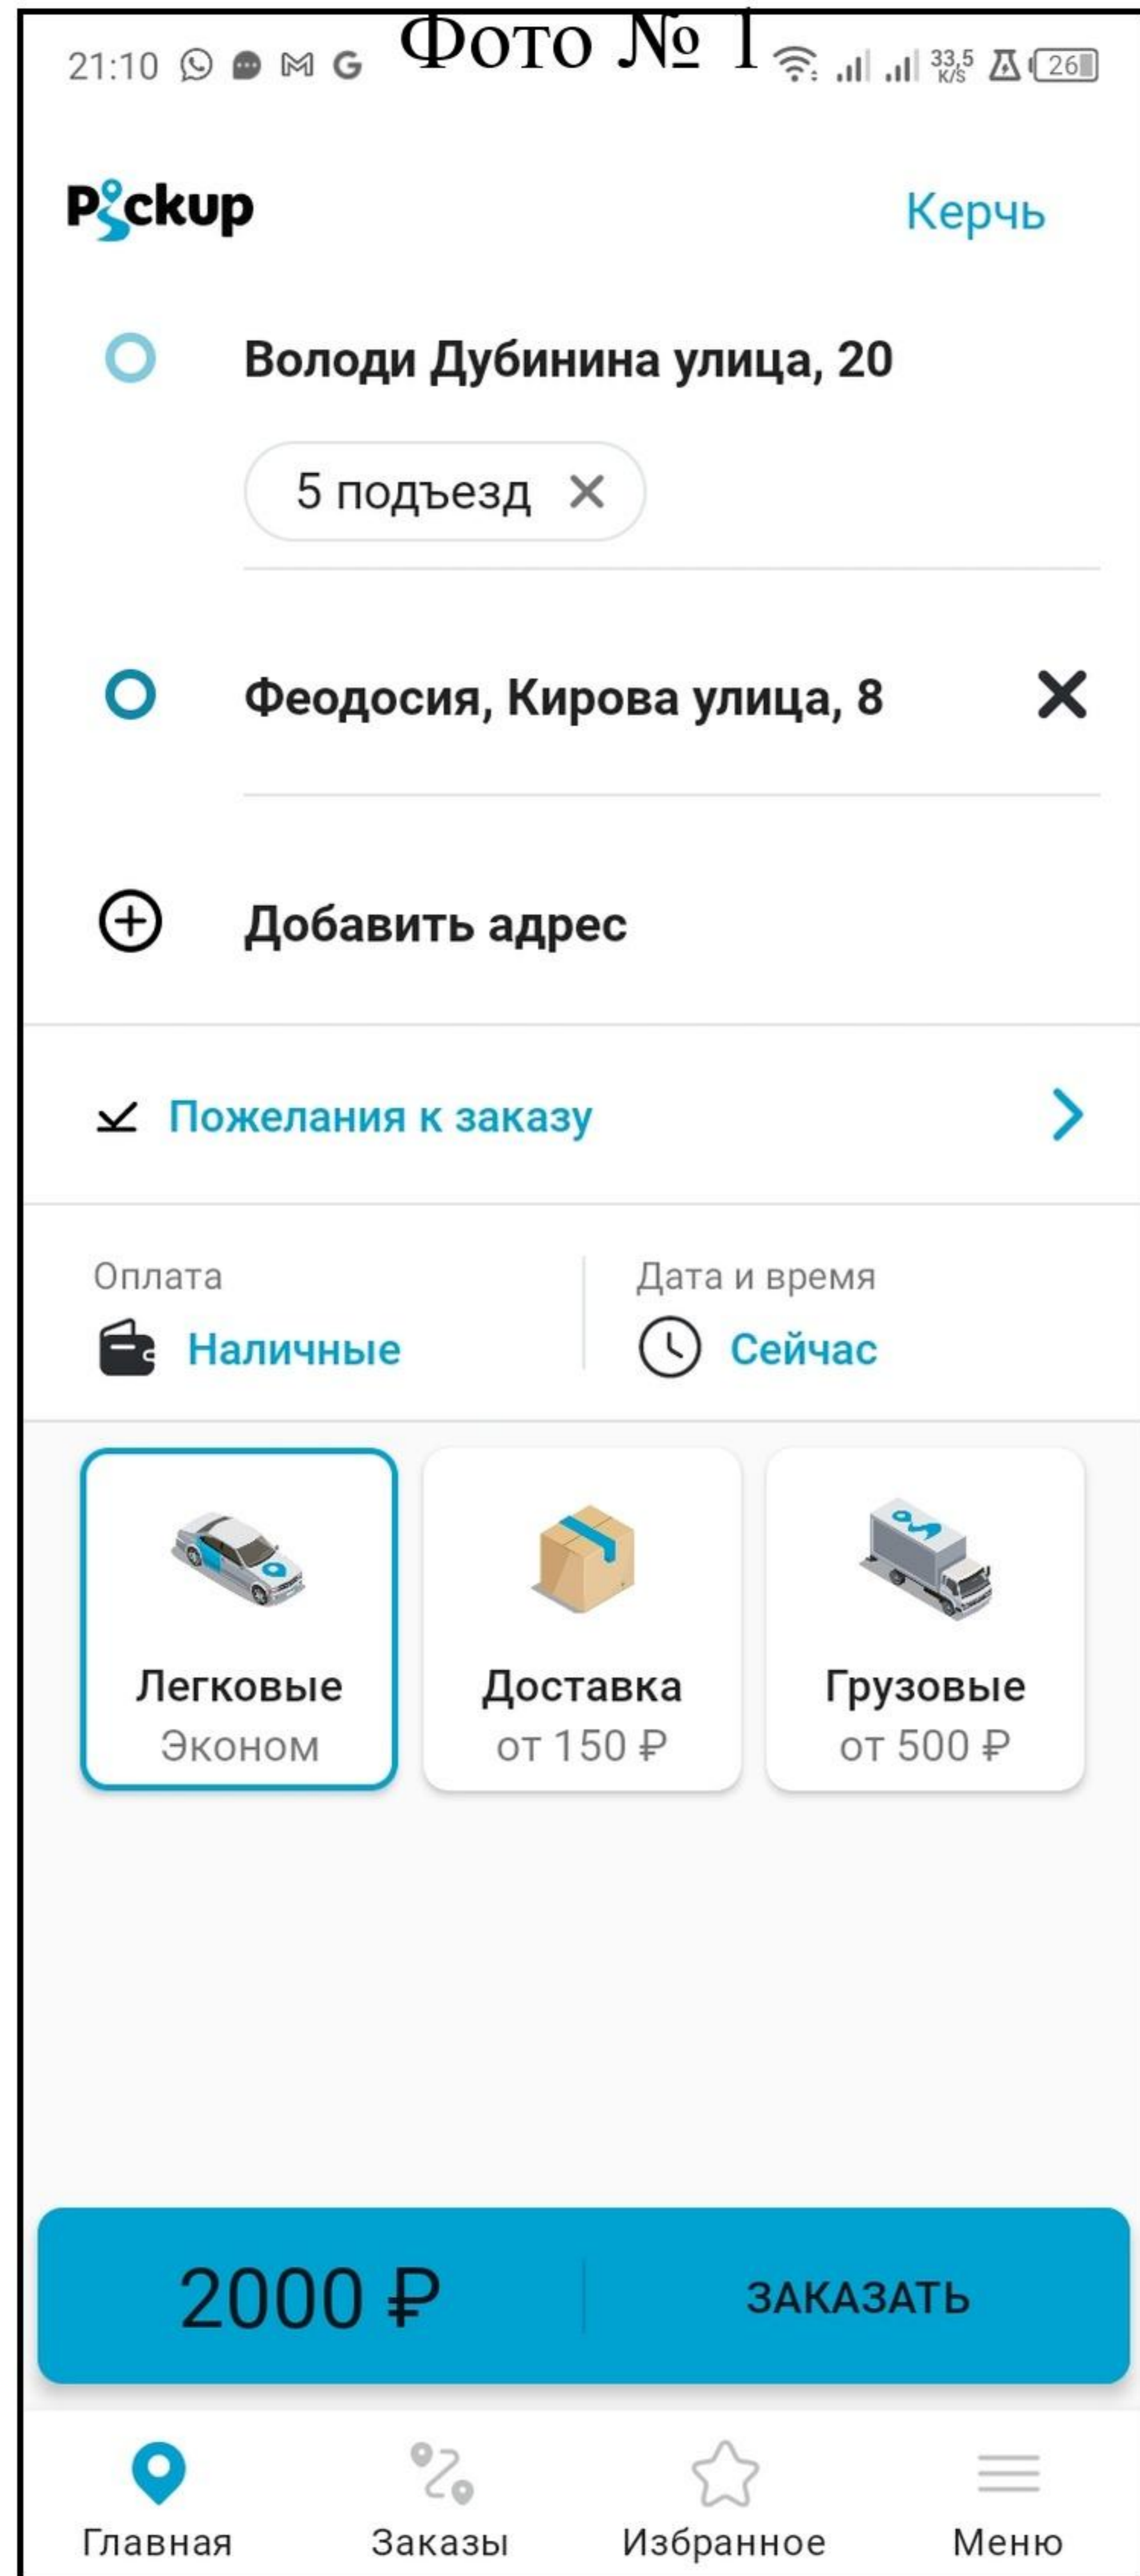 Фото № 1
21:10 33,5 K/S 26
Pickup Керчь
Володи Дубинина улица, 20
5 подъезд
Феодосия, Кирова улица, 8
Добавить адрес
Пожелания к заказу
Оплата Дата и время
Наличные Сейчас
Легковые Доставка Грузовые
Эконом от 150 ₽ от 500 ₽
2000 ₽ ЗАКАЗАТЬ
Главная Заказы Избранное Меню